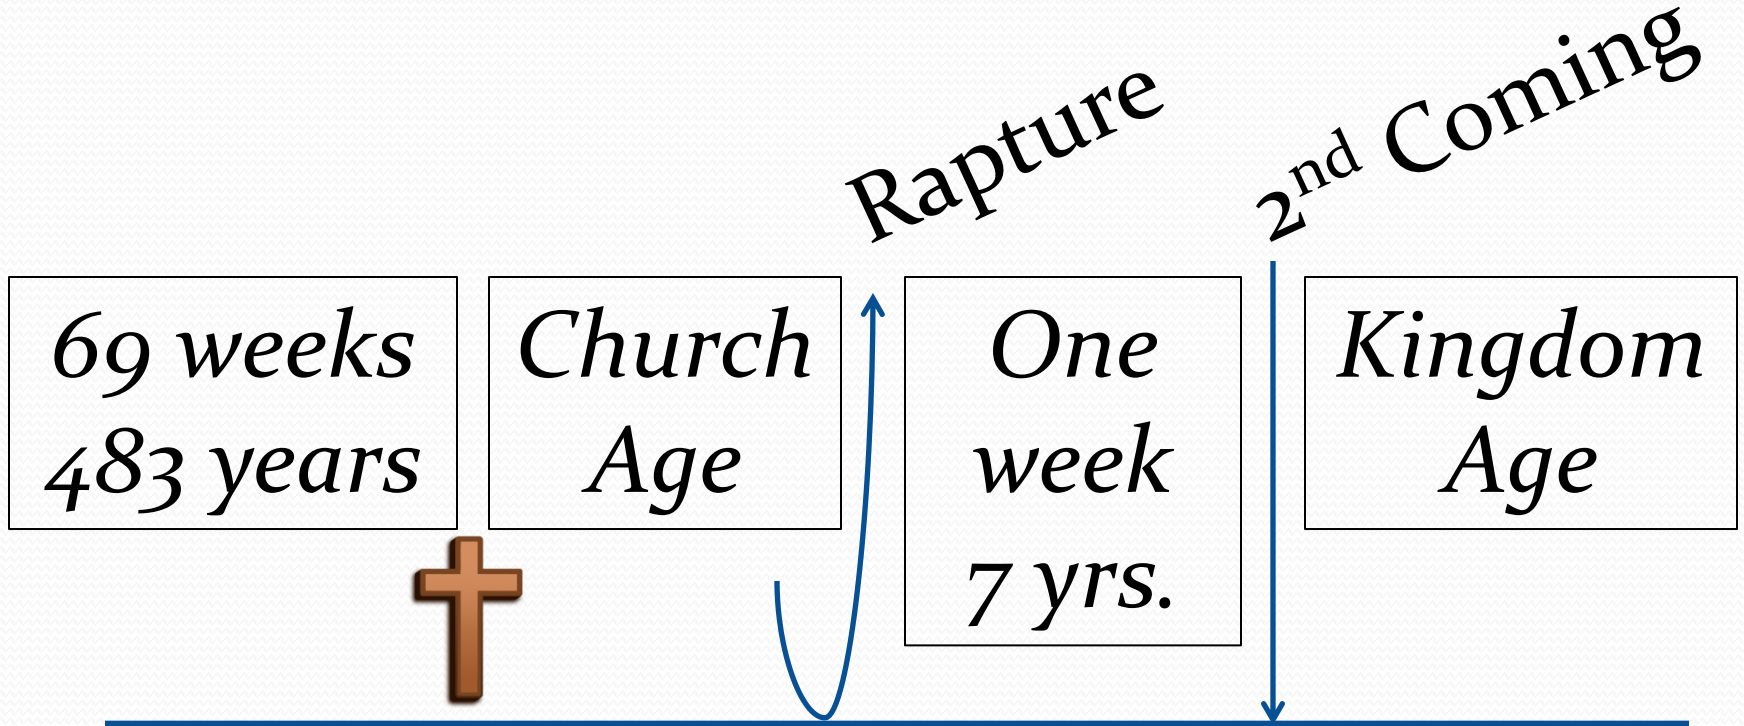 Rapture
2nd Coming
69 weeks
483 years
Church
Age
One
week
7 yrs.
Kingdom
Age